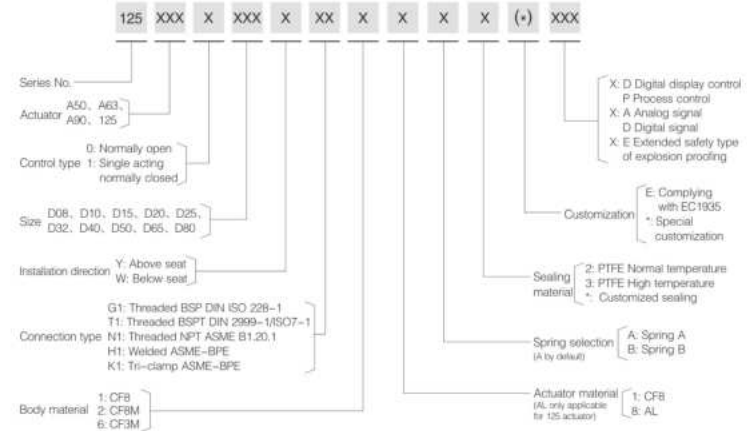 125 XXX X XXX X XX X X X X (*) XXX
Series No.
Actuator A50、A63、
A90、125
Control type 0: Normally open
1: Single acting
normally closed
Size D08、D10、D15、D20、D25、
D32、D40、D50、D65、D80
Installation direction Y: Above seat
W: Below seat
Connection type G1: Threaded BSP DIN ISO 228-1
T1: Threaded BSPT DIN 2999-1/ISO7-1
N1: Threaded NPT ASME B1.20.1
H1: Welded ASME-BPE
K1: Tri-clamp ASME-BPE
Body material 1: CF8
2: CF8M
6: CF3M
X: D Digital display control
P Process control
X: A Analog signal
D Digital signal
X: E Extended safety type
of explosion proofing
Customization E: Complying
with EC1935
*: Special
customization
Sealing
material 2: PTFE Normal temperature
3: PTFE High temperature
*: Customized sealing
Spring selection
(A by default) A: Spring A
B: Spring B
Actuator material
(AL only applicable
for 125 actuator) 1: CF8
8: AL